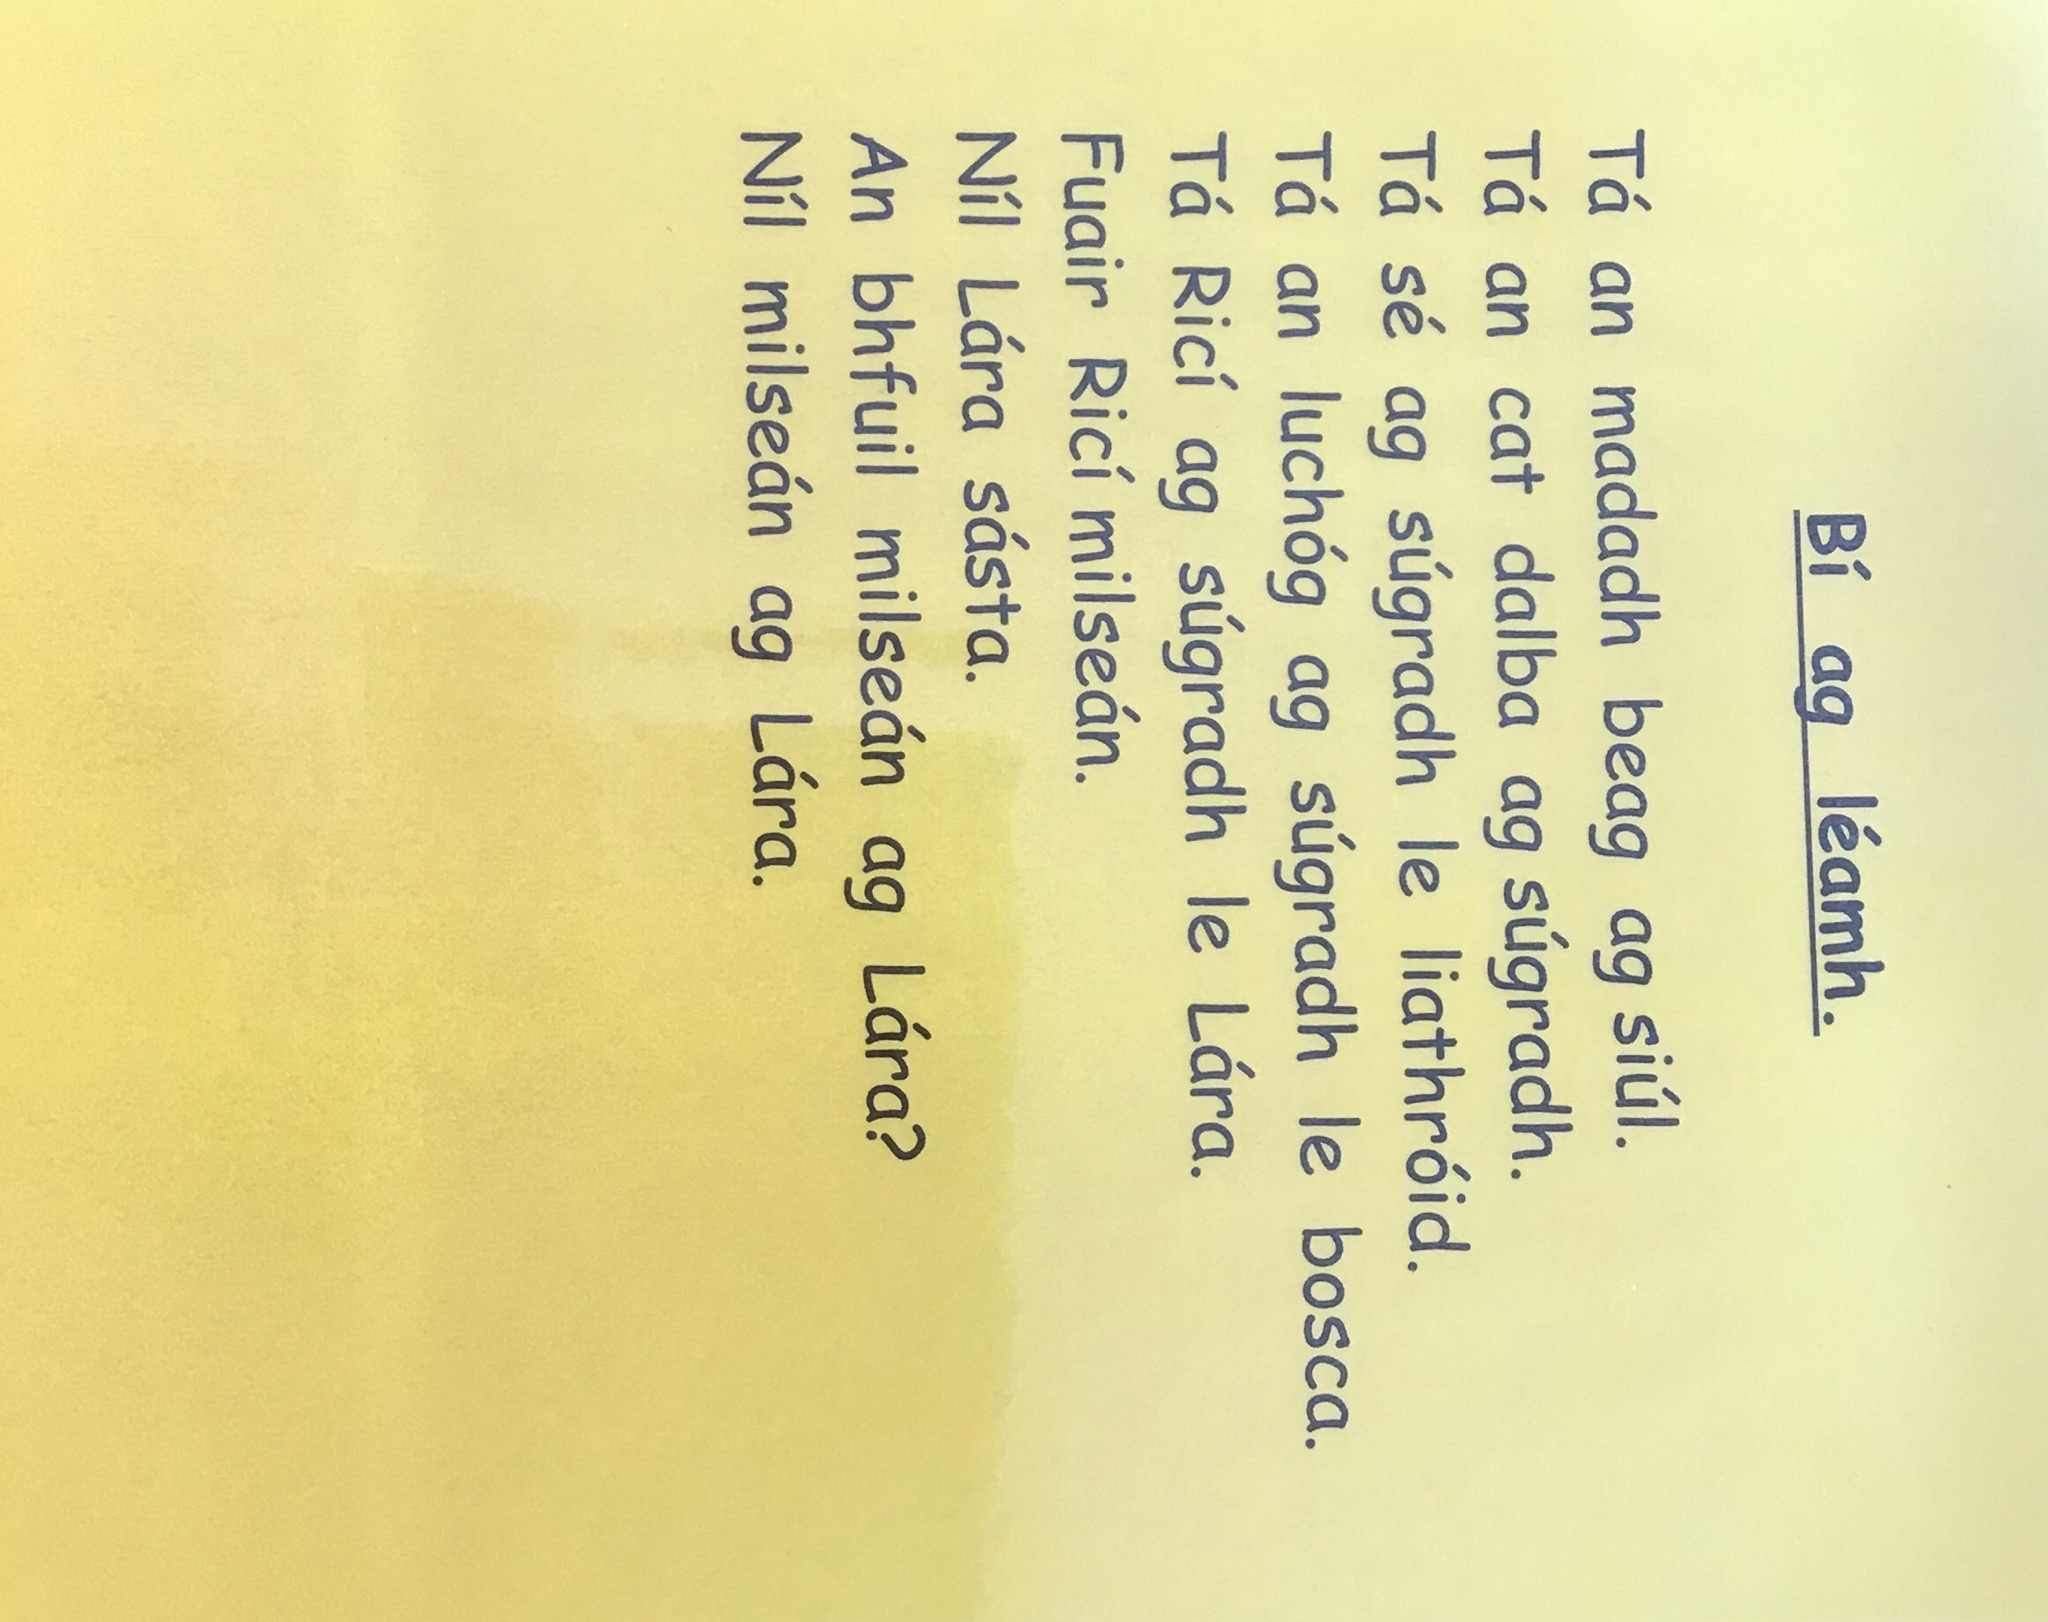 Bí ag léamh.
Tá an madadh beag ag siúl.
Tá an cat dalba ag súgradh.
Tá sé ag súgradh le liathróid.
Tá an luchóg ag súgradh le bosca.
Tá Ricí ag súgradh le Lára.
Fuair Ricí milseán.
Níl Lára sásta.
An bhfuil milseán ag Lára?
Níl milseán ag Lára.